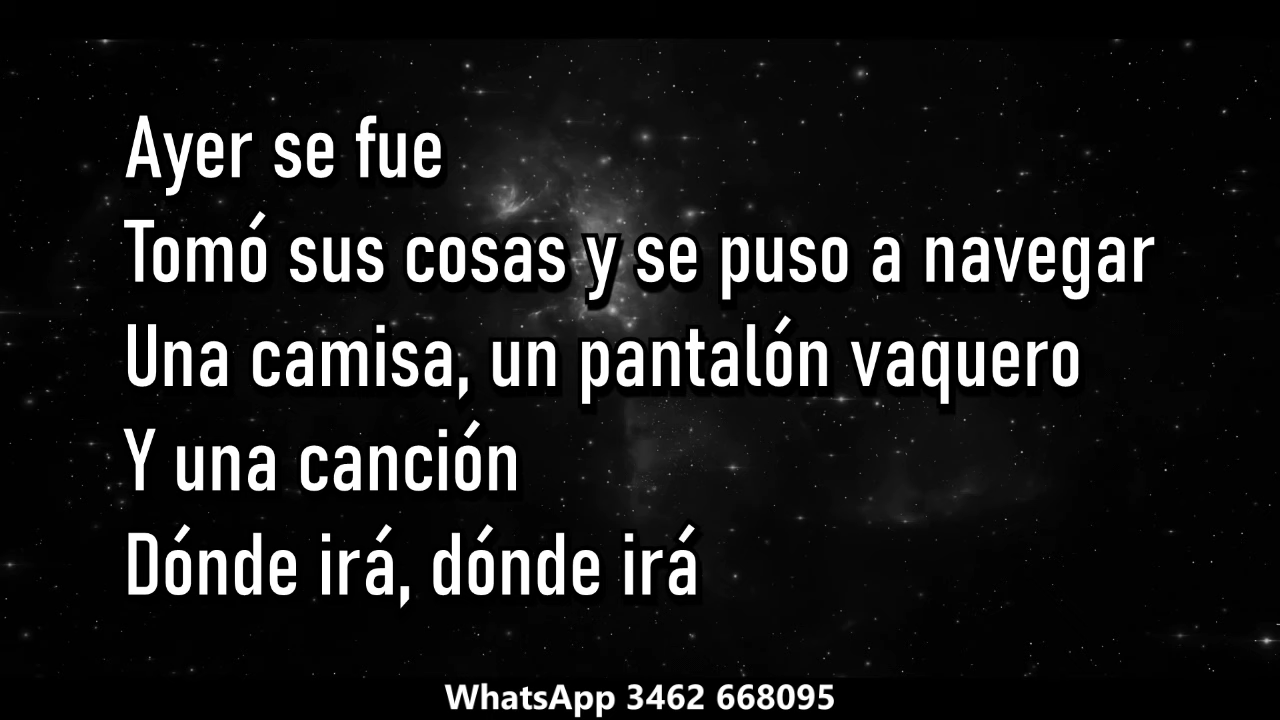 Ayer se fue
Tomó sus cosas y se puso a navegar
Una camisa, un pantalón vaquero
Y una canción
Dónde irá, dónde irá
WhatsApp 3462 668095